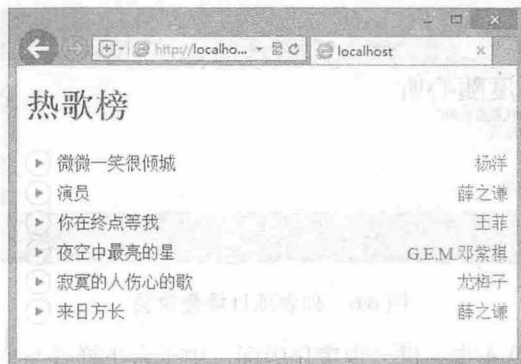 http://localho...
localhost
热歌榜
微微一笑很倾城 杨洋
演员 薛之谦
你在终点等我 王菲
夜空中最亮的星 G.E.M.邓紫棋
寂寞的人伤心的歌 龙梅子
来日方长 薛之谦